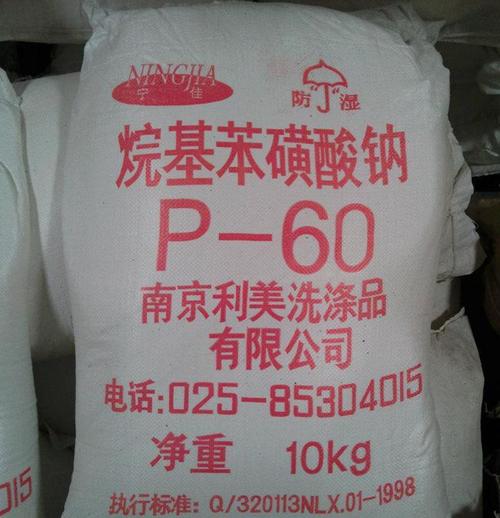 NINGJIA
宁佳
防湿
烷基苯磺酸钠
P-60
南京利美洗涤品
有限公司
电话:025-85304015
净重 10kg
执行标准: Q/320113NLX.01-1998
015